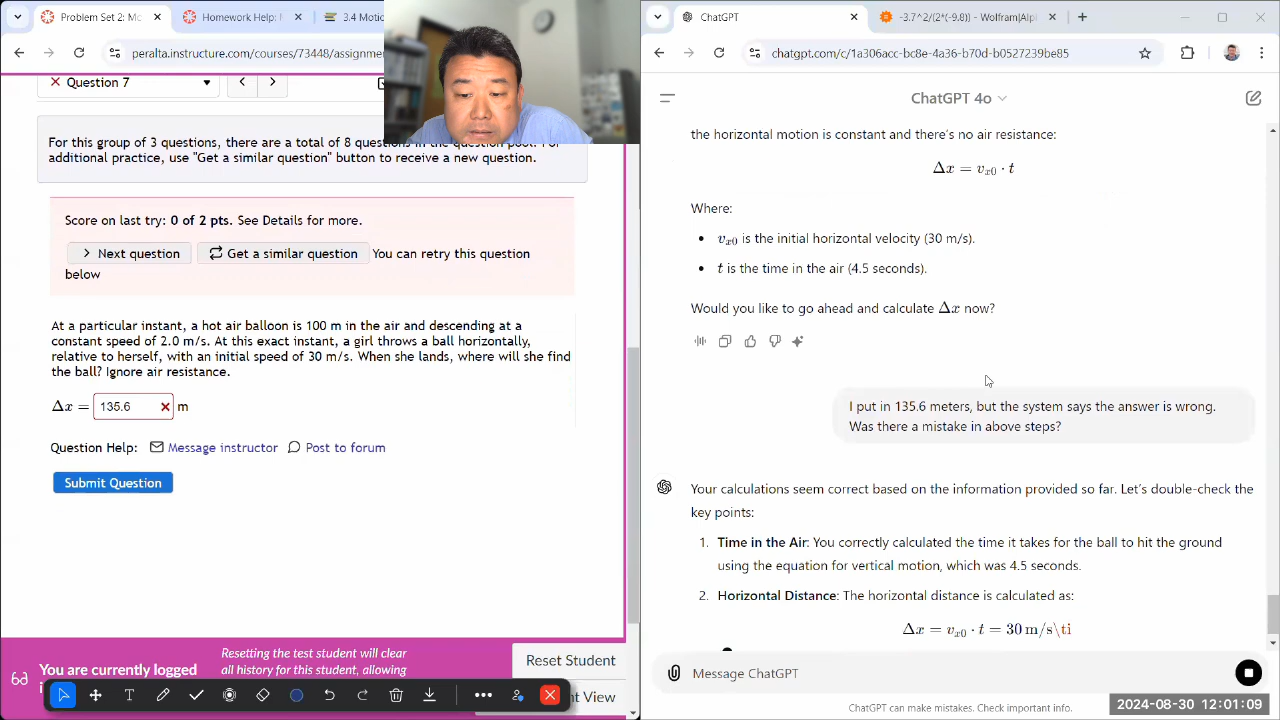 Problem Set 2: M
Homework Help: M
3.4 Motio
ChatGPT
-3.7^2/(2*(-9.8)) - Wolfram|Alpl
peralta.instructure.com/courses/73448/assignme
chatgpt.com/c/1a306acc-bc8e-4a36-b70d-b0527239be85
Question 7
For this group of 3 questions, there are a total of 8 questions in the question pool. For
additional practice, use "Get a similar question" button to receive a new question.
Score on last try: 0 of 2 pts. See Details for more.
Next question
Get a similar question
You can retry this question
below
At a particular instant, a hot air balloon is 100 m in the air and descending at a
constant speed of 2.0 m/s. At this exact instant, a girl throws a ball horizontally,
relative to herself, with an initial speed of 30 m/s. When she lands, where will she find
the ball? Ignore air resistance.
Δx = 135.6 m
Question Help: Message instructor Post to forum
Submit Question
You are currently logged
Resetting the test student will clear
all history for this student, allowing
Reset Student
nt View
ChatGPT 4o
the horizontal motion is constant and there's no air resistance:
Δx = vx0 · t
Where:
• vx0 is the initial horizontal velocity (30 m/s).
• t is the time in the air (4.5 seconds).
Would you like to go ahead and calculate Δx now?
I put in 135.6 meters, but the system says the answer is wrong.
Was there a mistake in above steps?
Your calculations seem correct based on the information provided so far. Let's double-check the
key points:
1. Time in the Air: You correctly calculated the time it takes for the ball to hit the ground
using the equation for vertical motion, which was 4.5 seconds.
2. Horizontal Distance: The horizontal distance is calculated as:
Δx = vx0 · t = 30 m/s\ti
Message ChatGPT
ChatGPT can make mistakes. Check important info.
2024-08-30 12:01:09